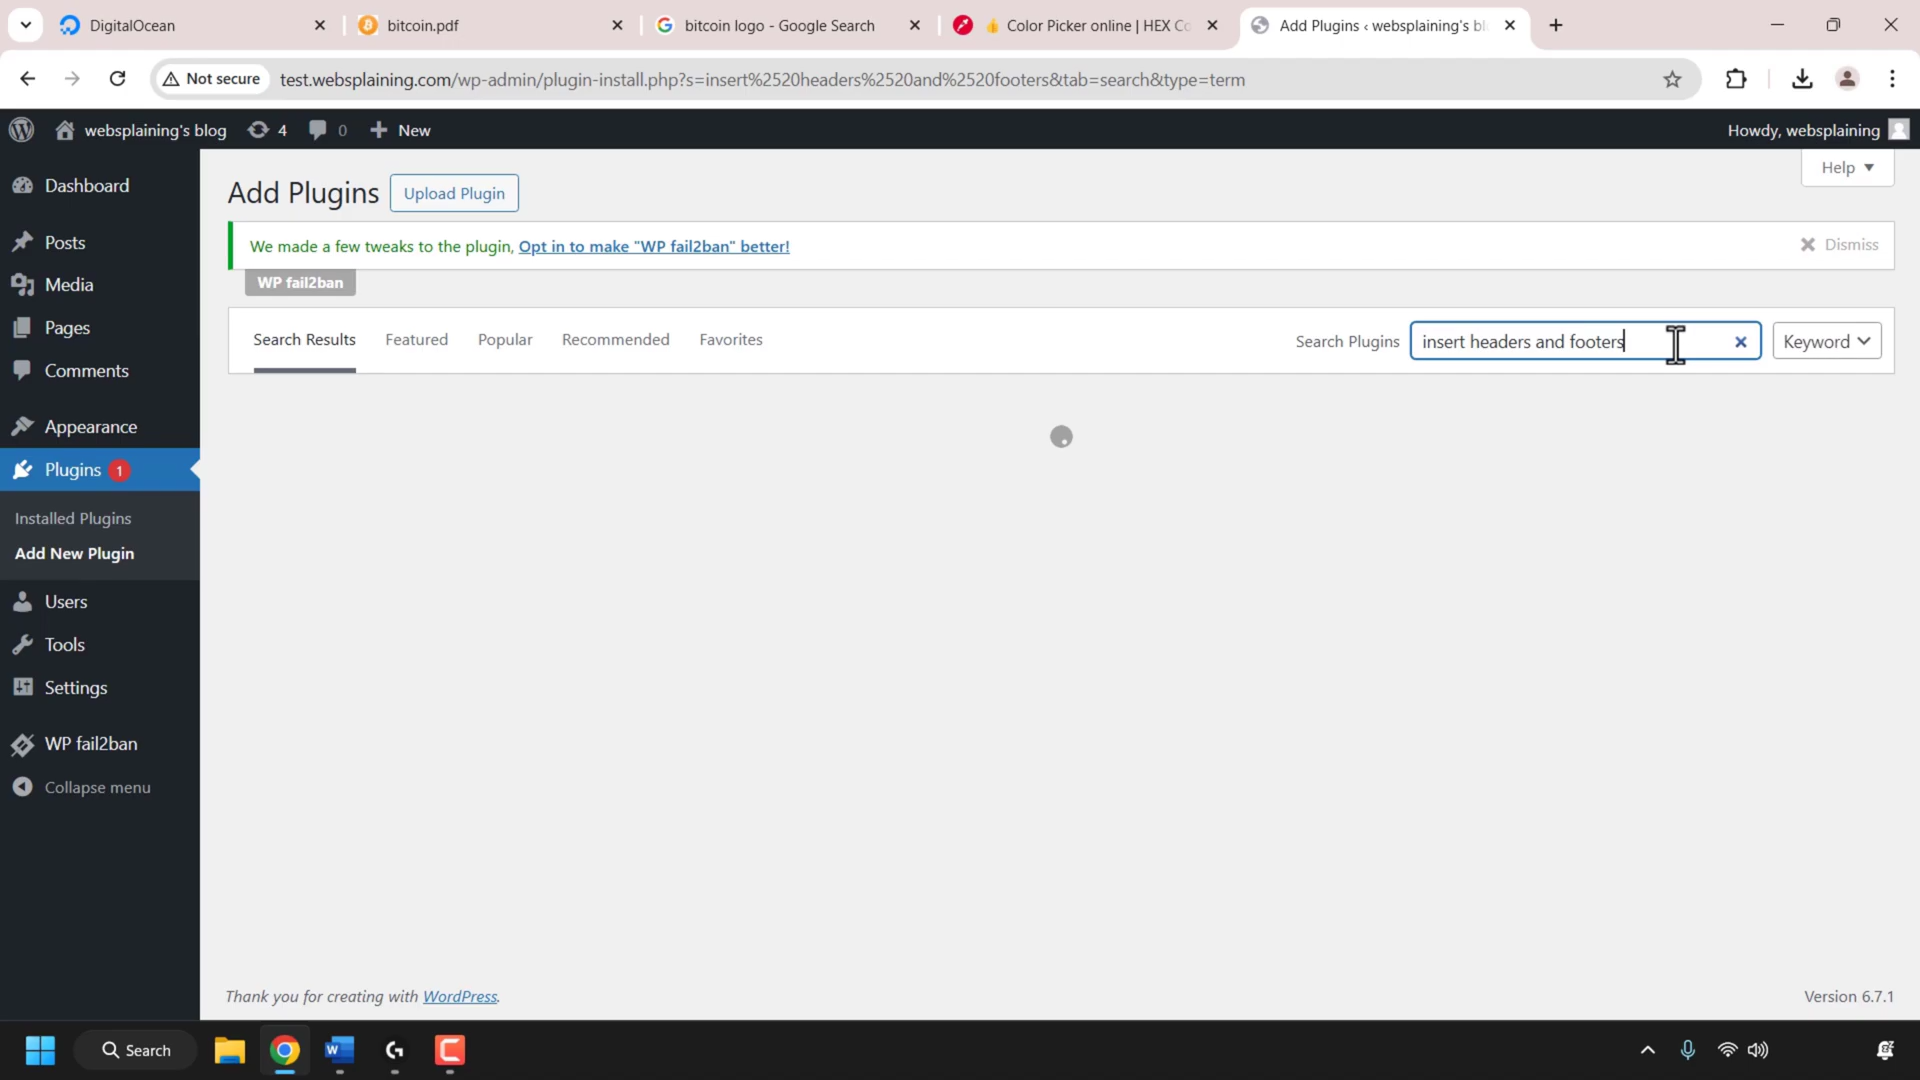 DigitalOcean
bitcoin.pdf
bitcoin logo - Google Search
👍 Color Picker online | HEX Co
Add Plugins ‹ websplaining's bl
Not secure
test.websplaining.com/wp-admin/plugin-install.php?s=insert%2520headers%2520and%2520footers&tab=search&type=term
websplaining's blog
4
0
New
Howdy, websplaining
Help
Dashboard
Posts
Media
Pages
Comments
Appearance
Plugins 1
Installed Plugins
Add New Plugin
Users
Tools
Settings
WP fail2ban
Collapse menu
Add Plugins
Upload Plugin
We made a few tweaks to the plugin, Opt in to make "WP fail2ban" better!
Dismiss
WP fail2ban
Search Results
Featured
Popular
Recommended
Favorites
Search Plugins
insert headers and footers
Keyword
Thank you for creating with WordPress.
Version 6.7.1
Search